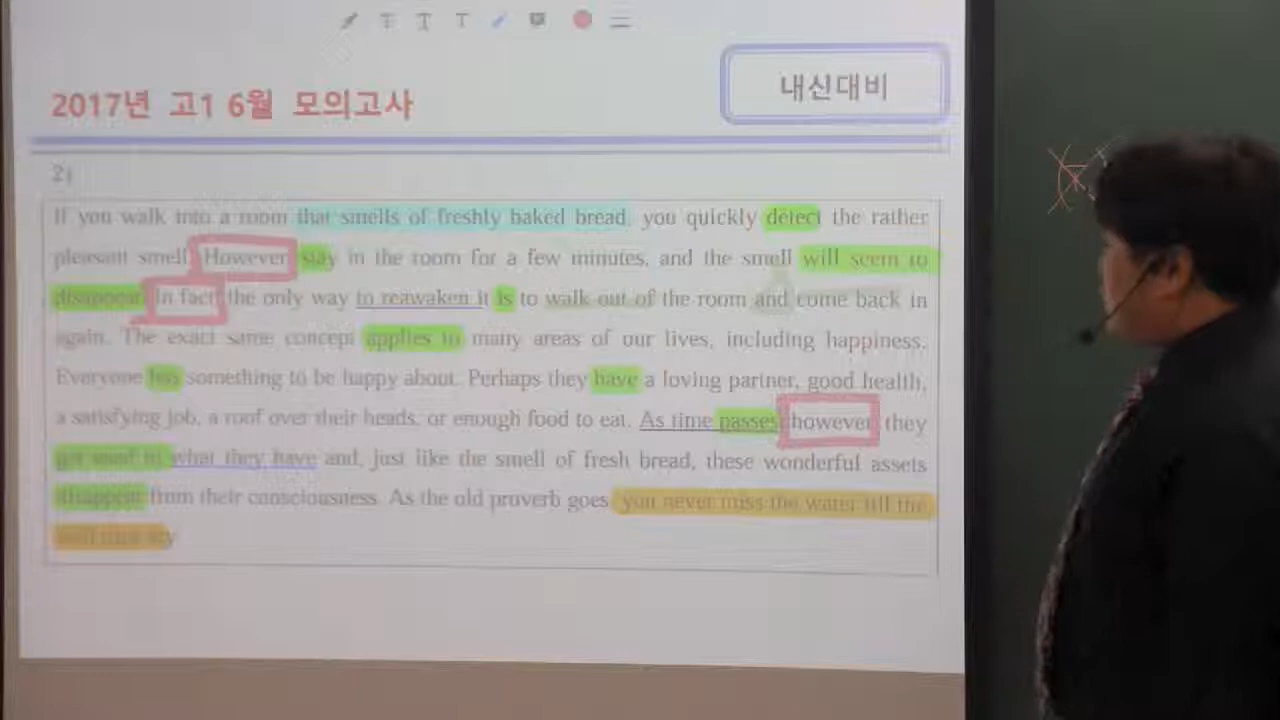 T T T
내신대비
2017년 고1 6월 모의고사
If you walk into a room that smells of freshly baked bread, you quickly detect the rather
pleasant smell. However stay in the room for a few minutes, and the smell will seem to
disappear In fact the only way to reawaken it is to walk out of the room and come back in
again. The exact same concept applies to many areas of our lives, including happiness.
Everyone has something to be happy about. Perhaps they have a loving partner, good health,
a satisfying job, a roof over their heads, or enough food to eat. As time passes however they
get used to what they have and, just like the smell of fresh bread, these wonderful assets
disappear from their consciousness. As the old proverb goes you never miss the water till the